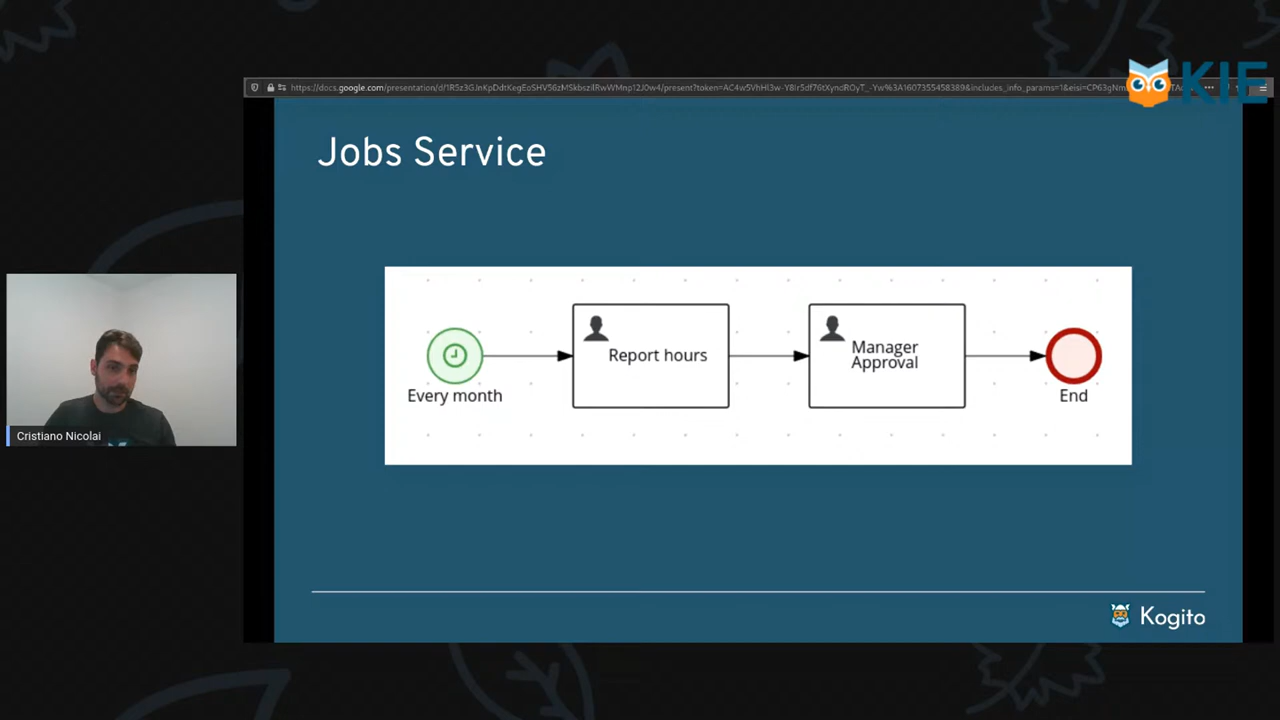 KIE
Jobs Service
Every month
Report hours
Manager
Approval
End
Cristiano Nicolai
Kogito